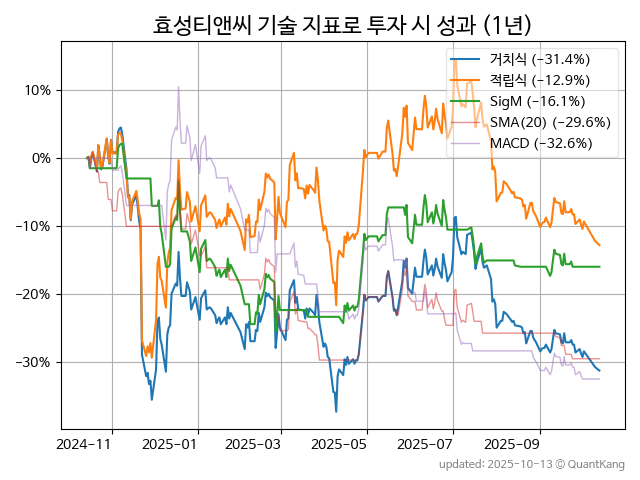 효성티앤씨 기술 지표로 투자 시 성과 (1년)
거치식 (−31.4%)
적립식 (−12.9%)
SigM (−16.1%)
SMA(20) (−29.6%)
MACD (−32.6%)
10%
0%
−10%
−20%
−30%
2024-11 2025-01 2025-03 2025-05 2025-07 2025-09
updated: 2025-10-13 ⓒ QuantKang